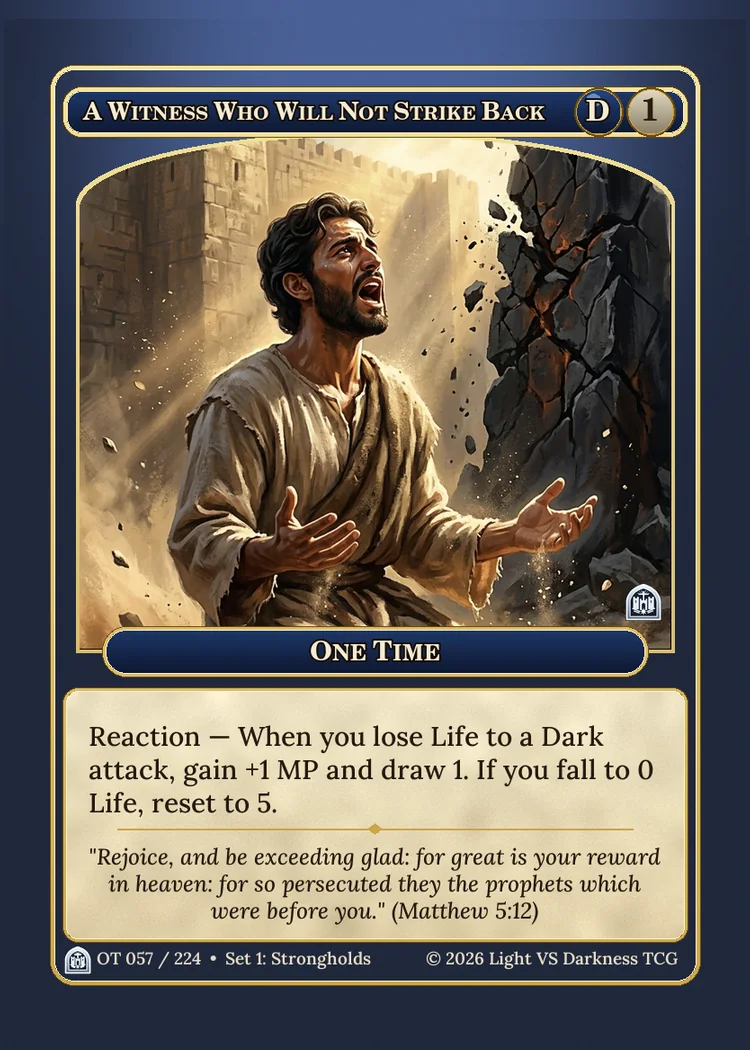 A Witness Who Will Not Strike Back D 1
One Time
Reaction — When you lose Life to a Dark
attack, gain +1 MP and draw 1. If you fall to 0
Life, reset to 5.
"Rejoice, and be exceeding glad: for great is your reward
in heaven: for so persecuted they the prophets which
were before you." (Matthew 5:12)
OT 057 / 224 • Set 1: Strongholds © 2026 Light VS Darkness TCG